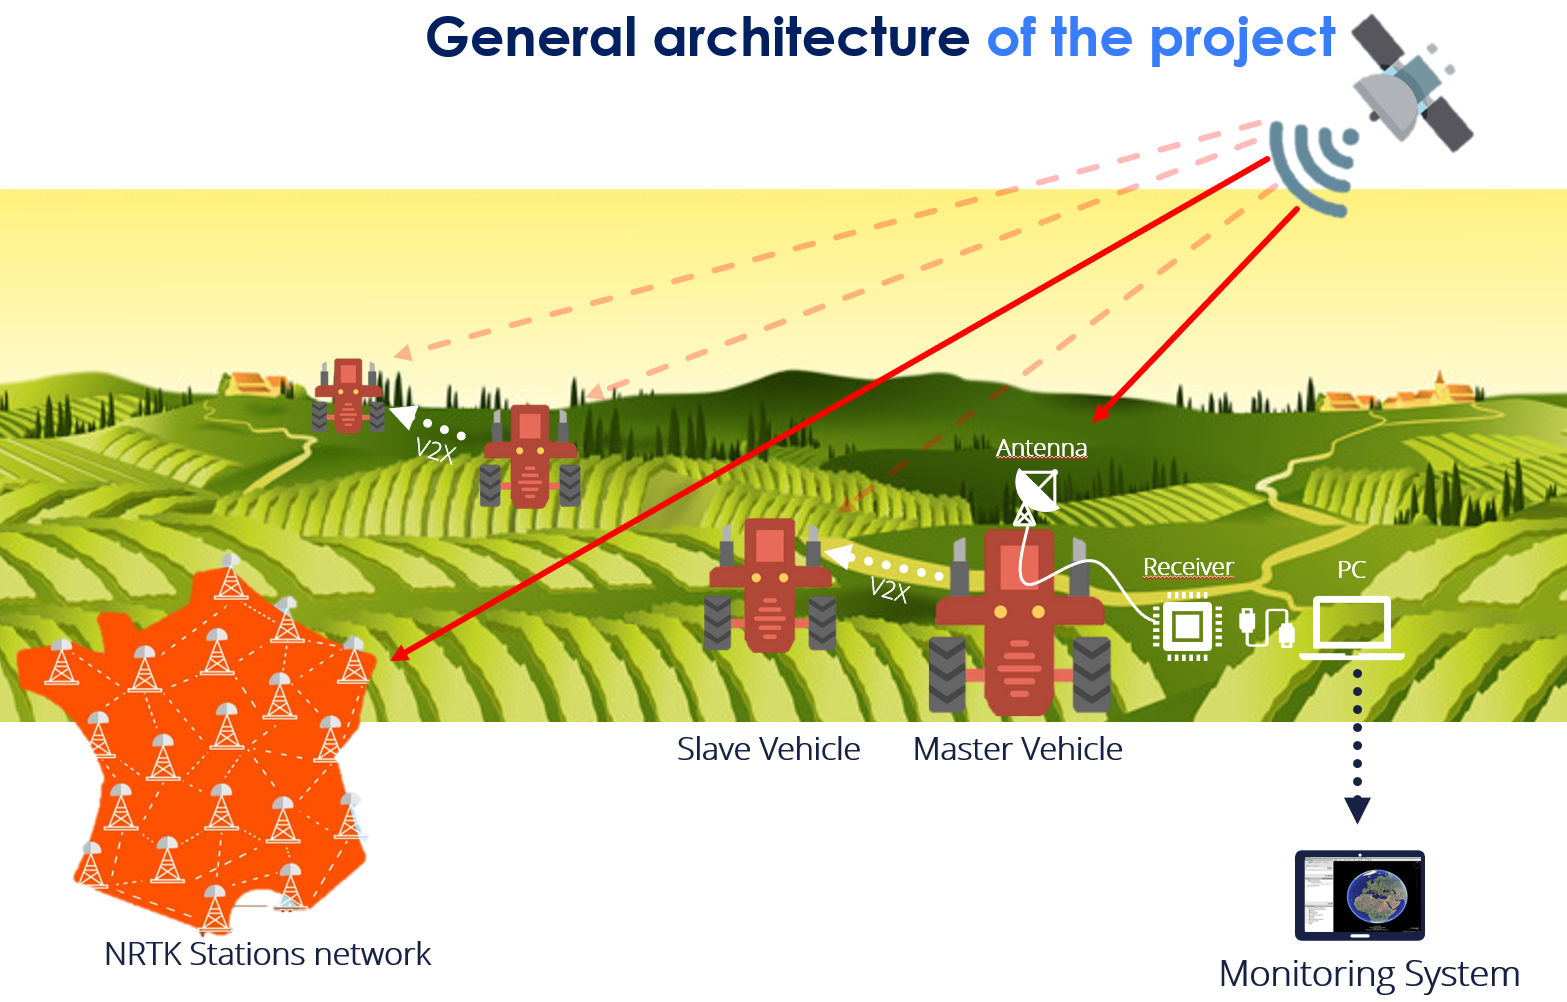 General architecture of the project
Antenna
V2X
Receiver
PC
V2X
Slave Vehicle
Master Vehicle
NRTK Stations network
Monitoring System